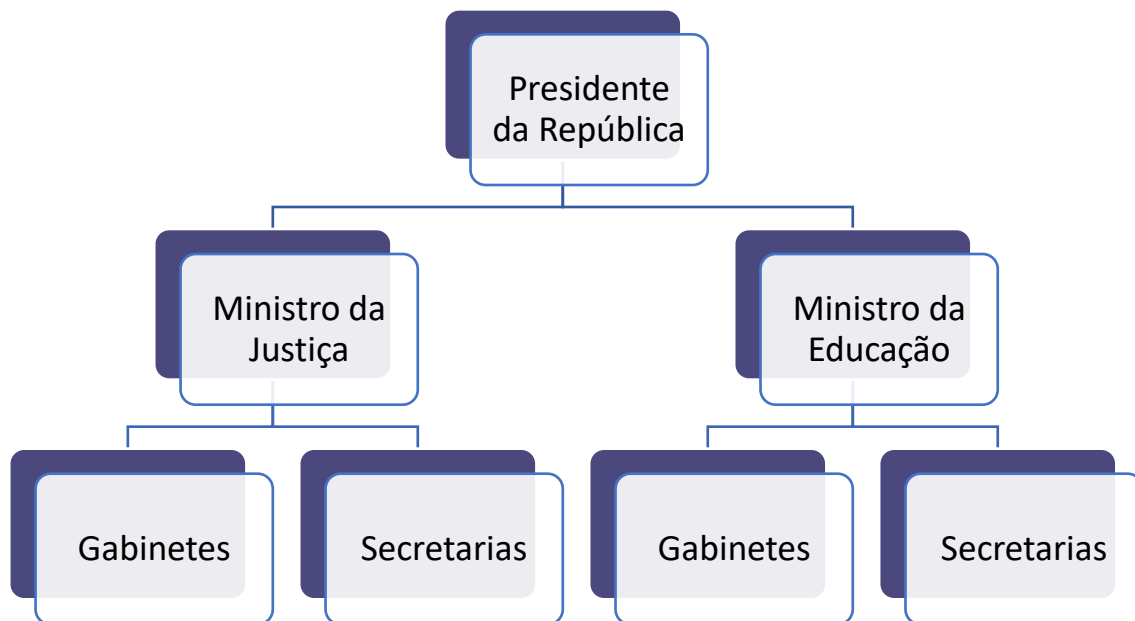 Presidente
da República
Ministro da
Justiça
Ministro da
Educação
Gabinetes
Secretarias
Gabinetes
Secretarias